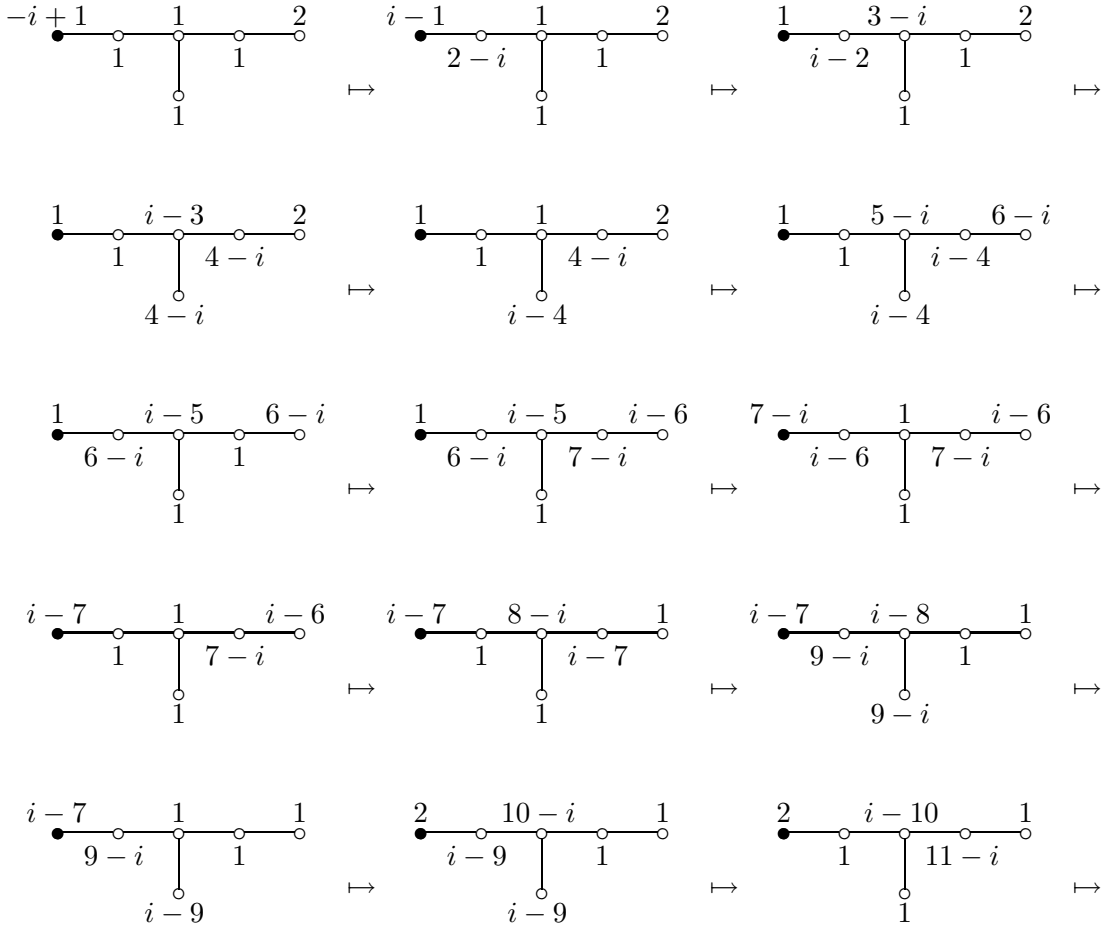 −i + 1 1 2 i − 1 1 2 1 3 − i 2
1 1 2 − i 1 i − 2 1
↦ ↦ ↦
1 1 1
1 i − 3 2 1 1 2 1 5 − i 6 − i
1 4 − i 1 4 − i 1 i − 4
↦ ↦ ↦
4 − i i − 4 i − 4
1 i − 5 6 − i 1 i − 5 i − 6 7 − i 1 i − 6
6 − i 1 6 − i 7 − i i − 6 7 − i
↦ ↦ ↦
1 1 1
i − 7 1 i − 6 i − 7 8 − i 1 i − 7 i − 8 1
1 7 − i 1 i − 7 9 − i 1
↦ ↦ ↦
1 1 9 − i
i − 7 1 1 2 10 − i 1 2 i − 10 1
9 − i 1 i − 9 1 1 11 − i
↦ ↦ ↦
i − 9 i − 9 1